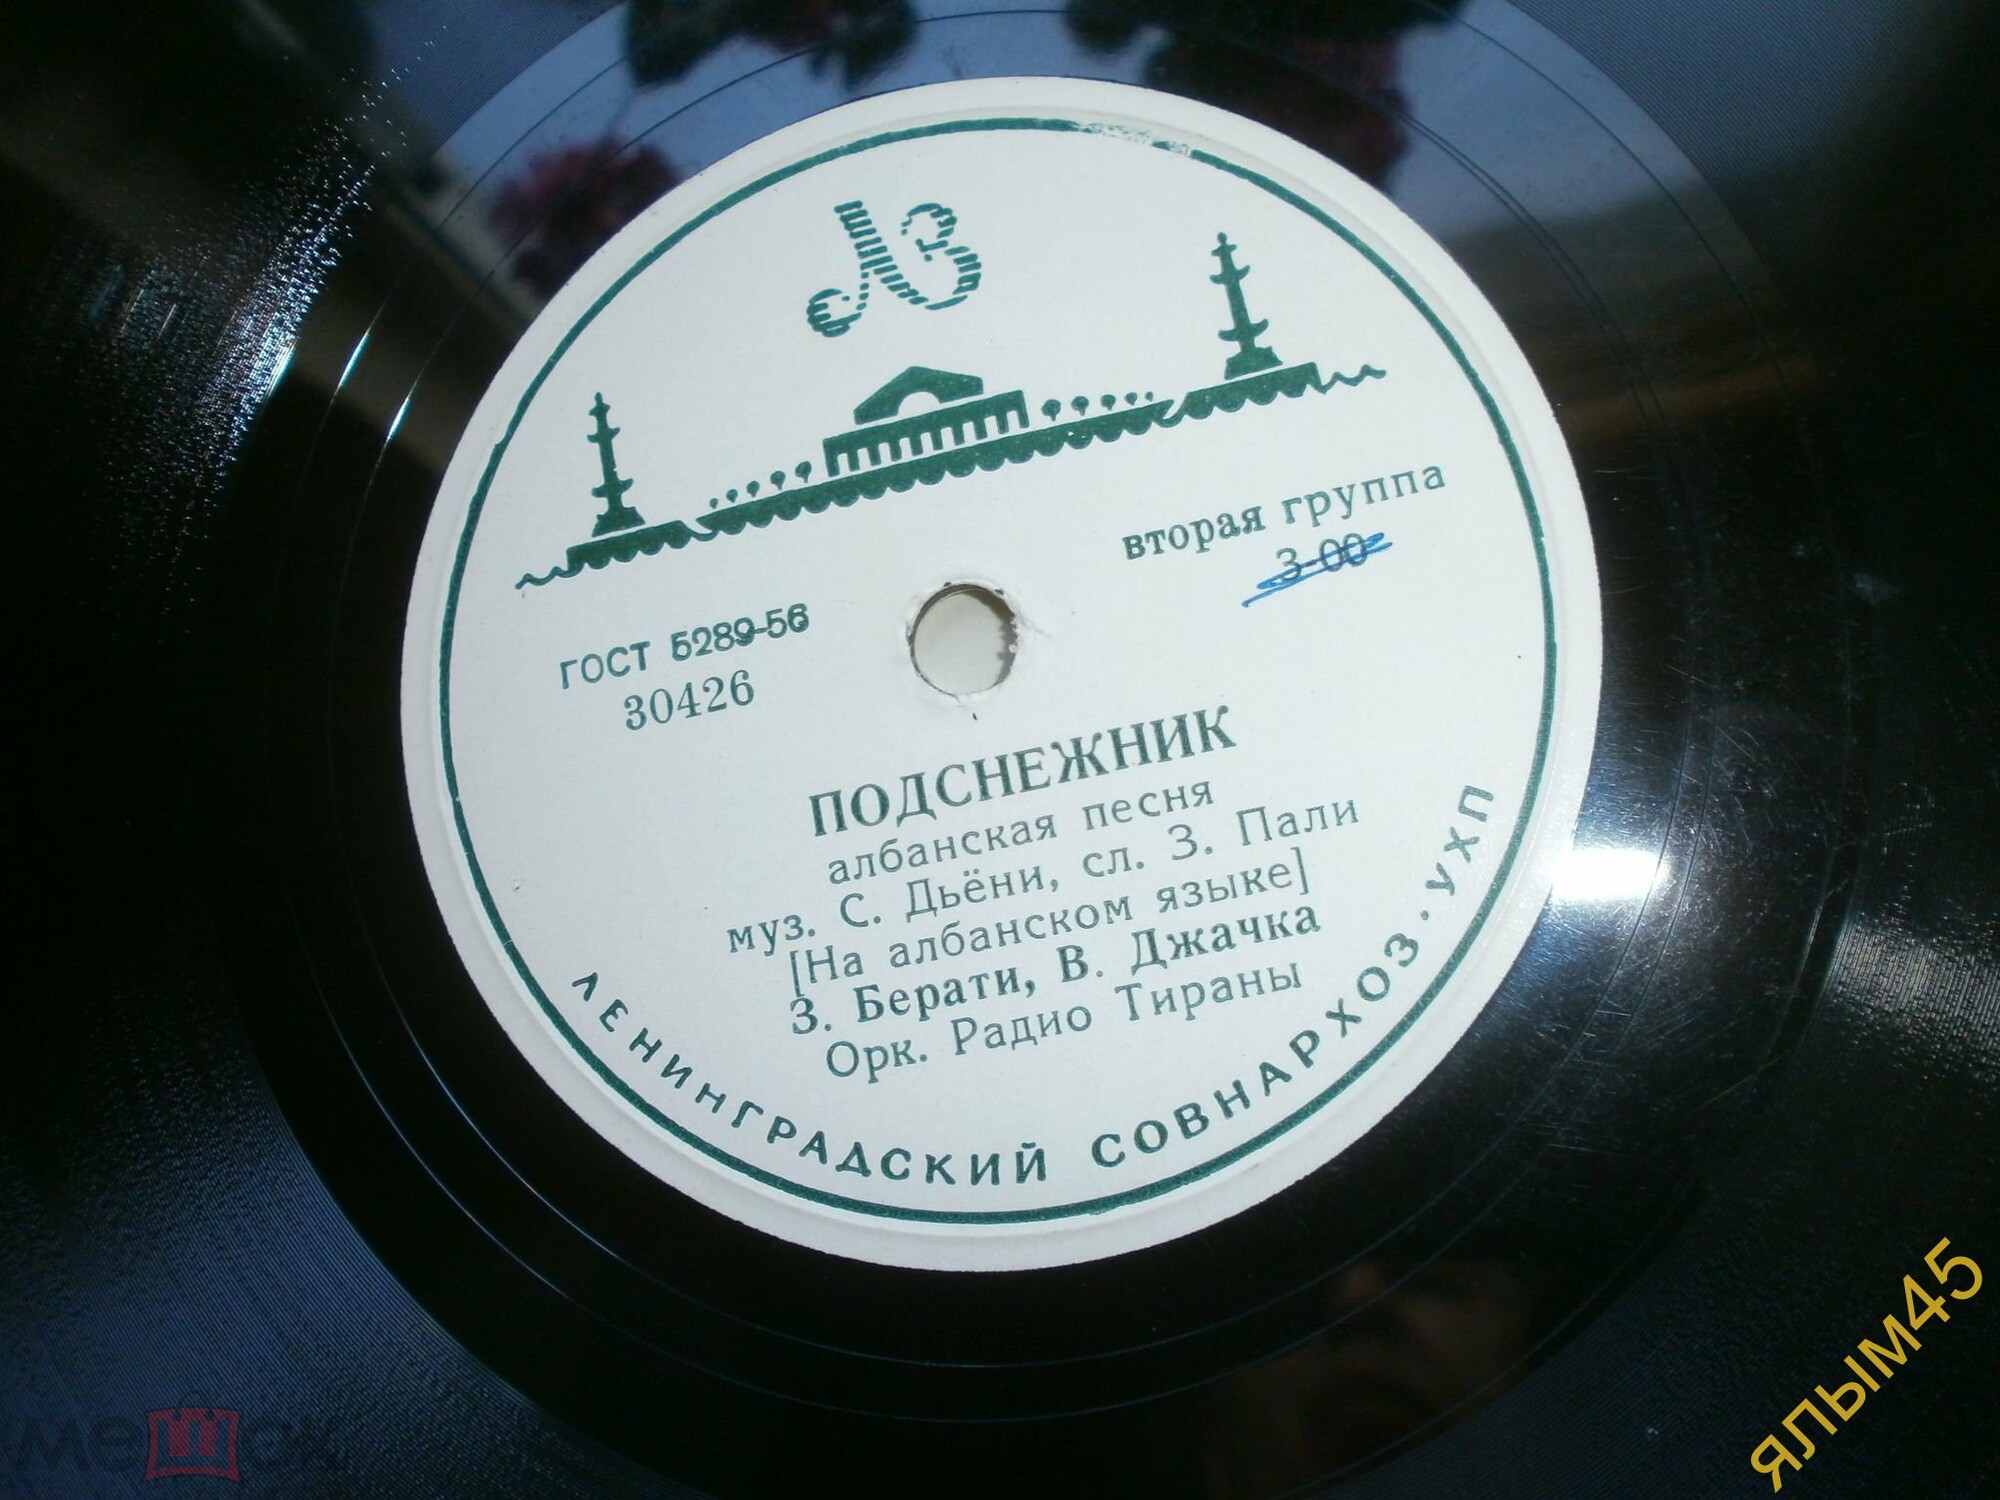 ЛЗ
вторая группа
3-00
ГОСТ 5289-56
30426
ПОДСНЕЖНИК
албанская песня
муз. С. Дьёни, сл. З. Пали
[На албанском языке]
З. Берати, В. Джачка
Орк. Радио Тираны
ЛЕНИНГРАДСКИЙ СОВНАРХОЗ · УХП
мешок
ялым45